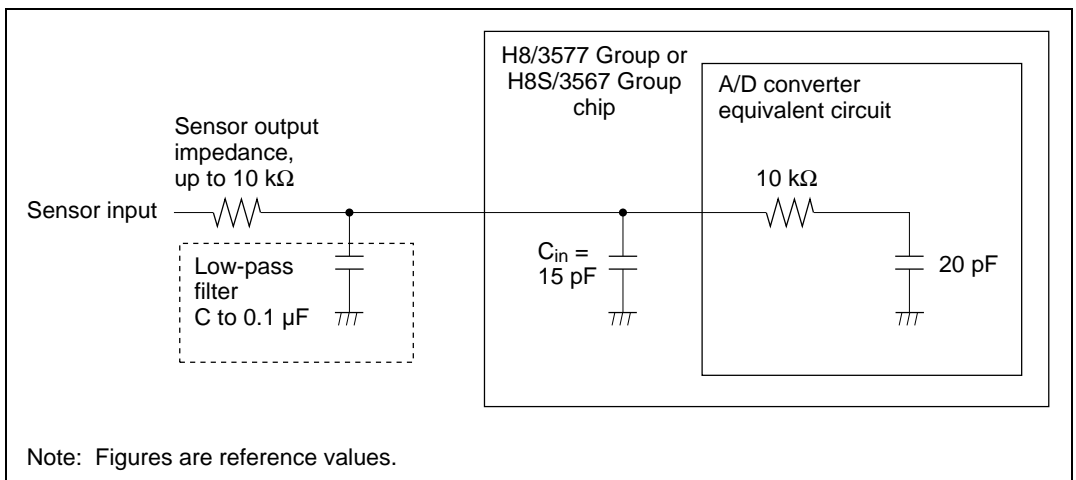 H8/3577 Group or
H8S/3567 Group
chip
A/D converter
equivalent circuit
Sensor output
impedance,
up to 10 kΩ
10 kΩ
Sensor input
Low-pass
filter
C to 0.1 µF
Cin =
15 pF
20 pF
Note: Figures are reference values.